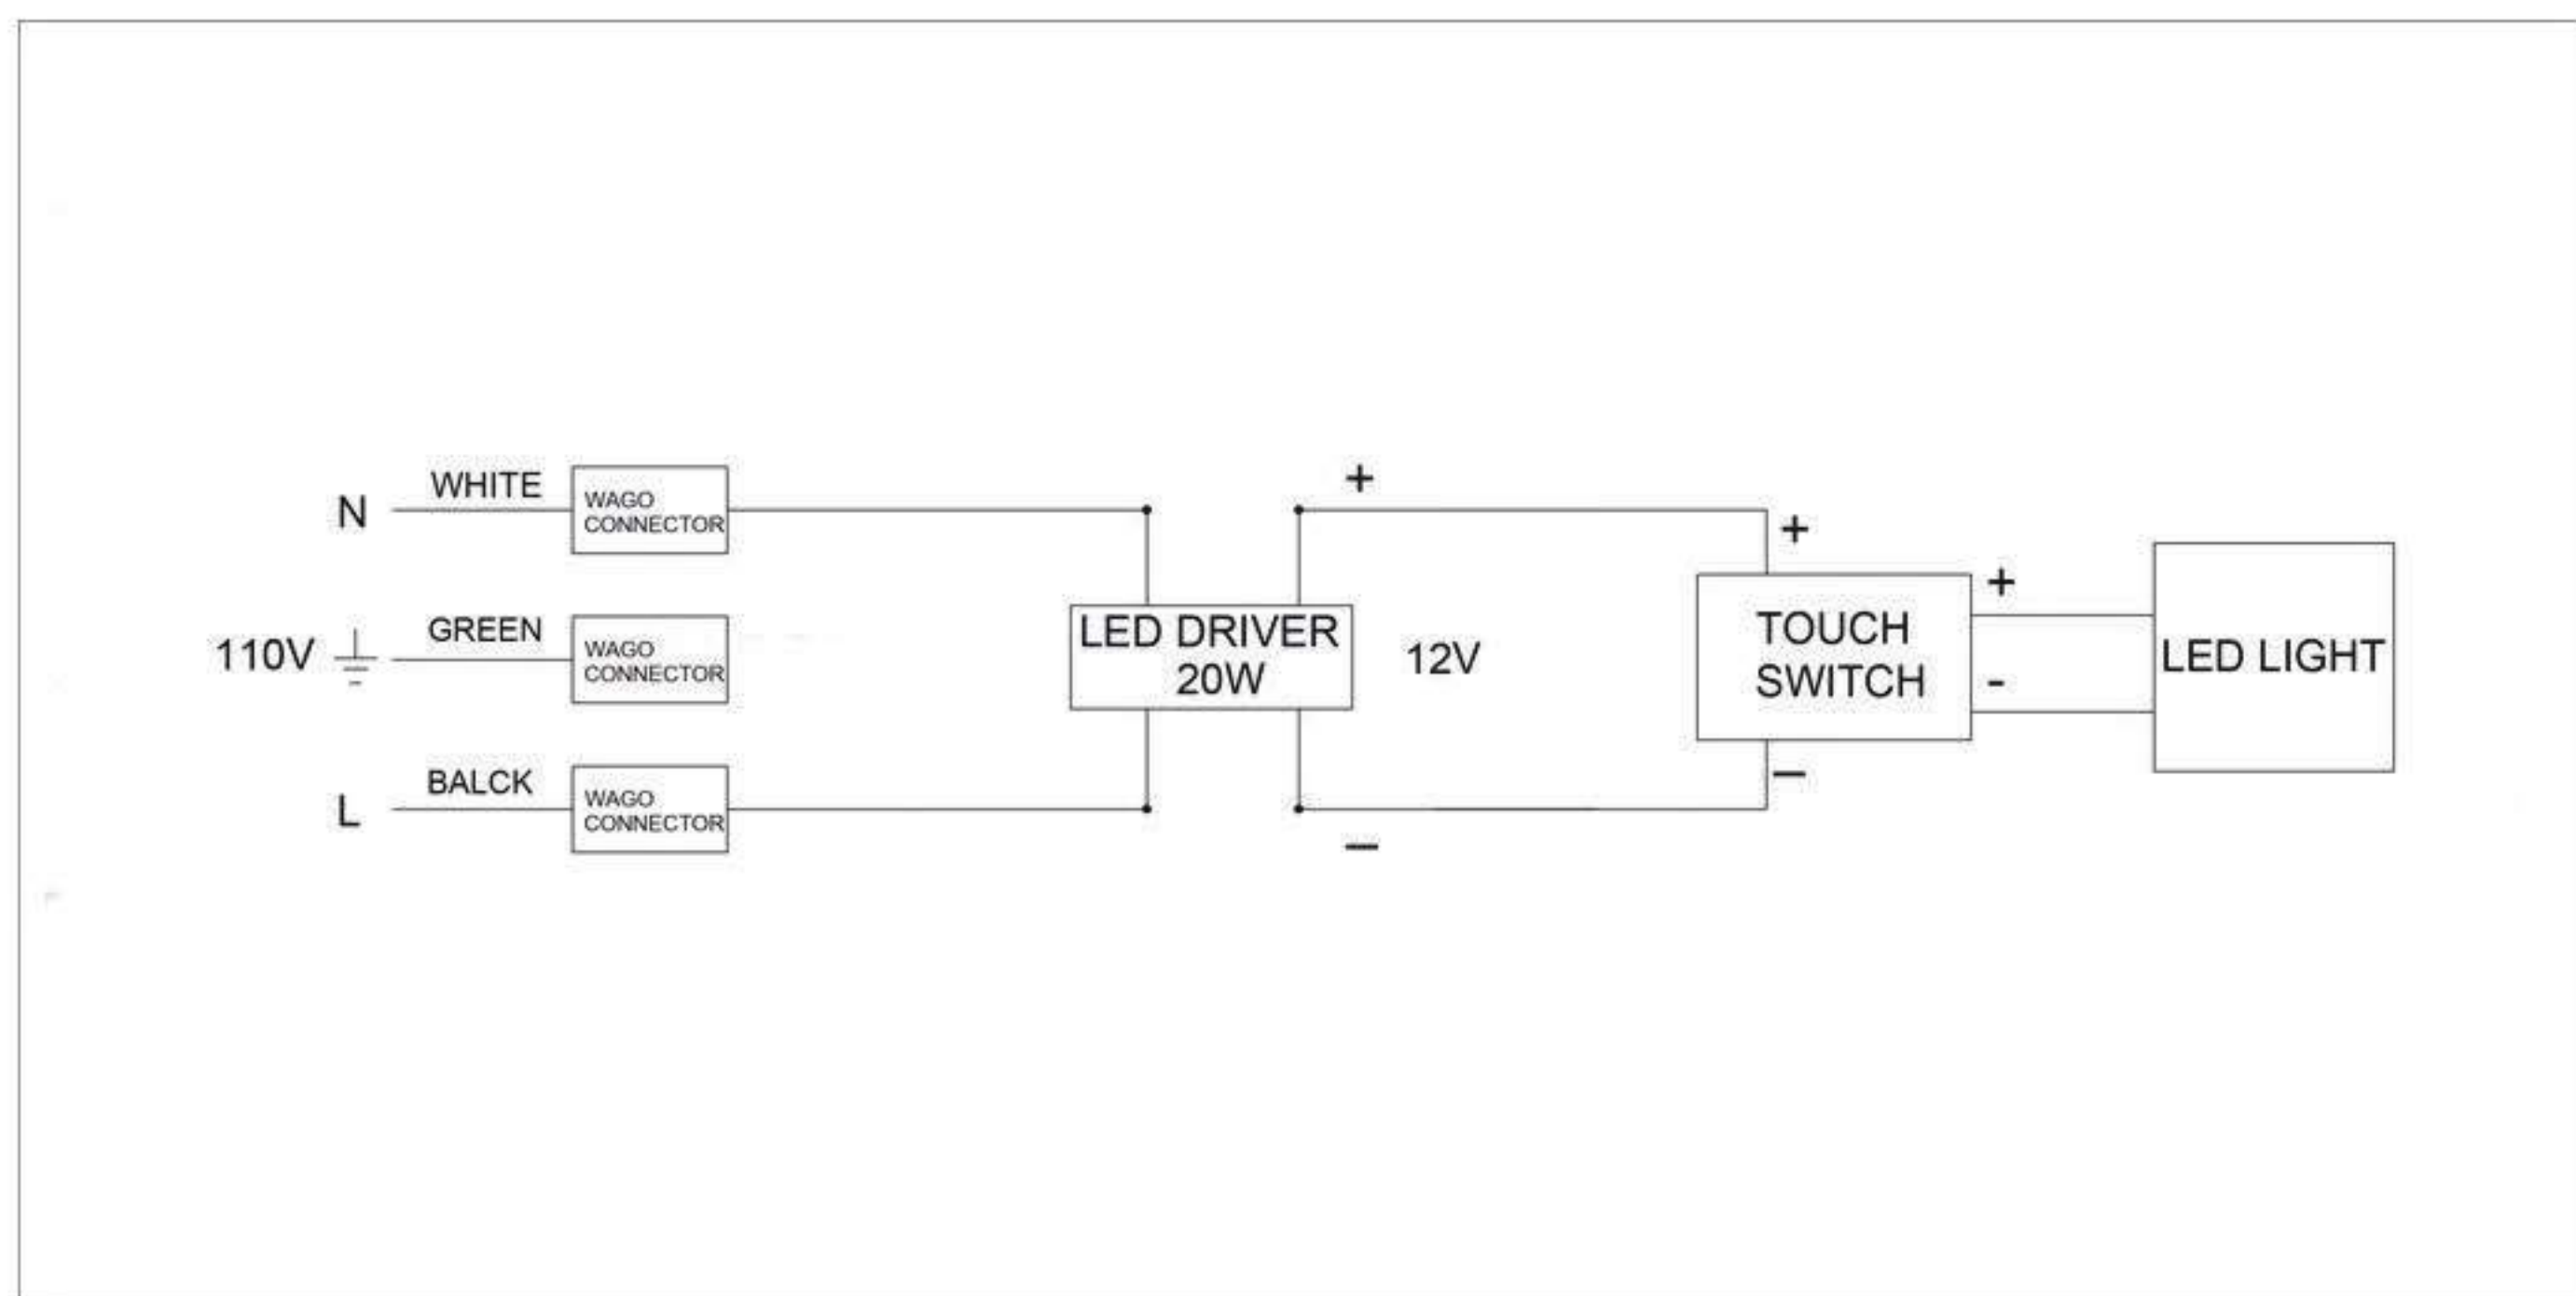 N
WHITE
WAGO
CONNECTOR
110V
GREEN
WAGO
CONNECTOR
L
BALCK
WAGO
CONNECTOR
LED DRIVER
20W
+
12V
–
+
TOUCH
SWITCH
–
+
-
LED LIGHT